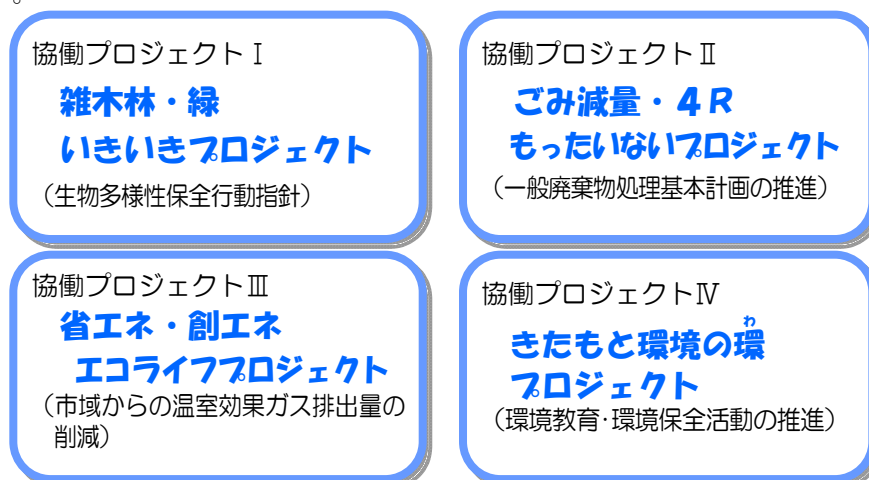 。
協働プロジェクトⅠ
雑木林・緑
いきいきプロジェクト
（生物多様性保全行動指針）
協働プロジェクトⅡ
ごみ減量・４Ｒ
もったいないプロジェクト
（一般廃棄物処理基本計画の推進）
協働プロジェクトⅢ
省エネ・創エネ
エコライフプロジェクト
（市域からの温室効果ガス排出量の
削減）
協働プロジェクトⅣ
わ
きたもと環境の環
プロジェクト
（環境教育・環境保全活動の推進）